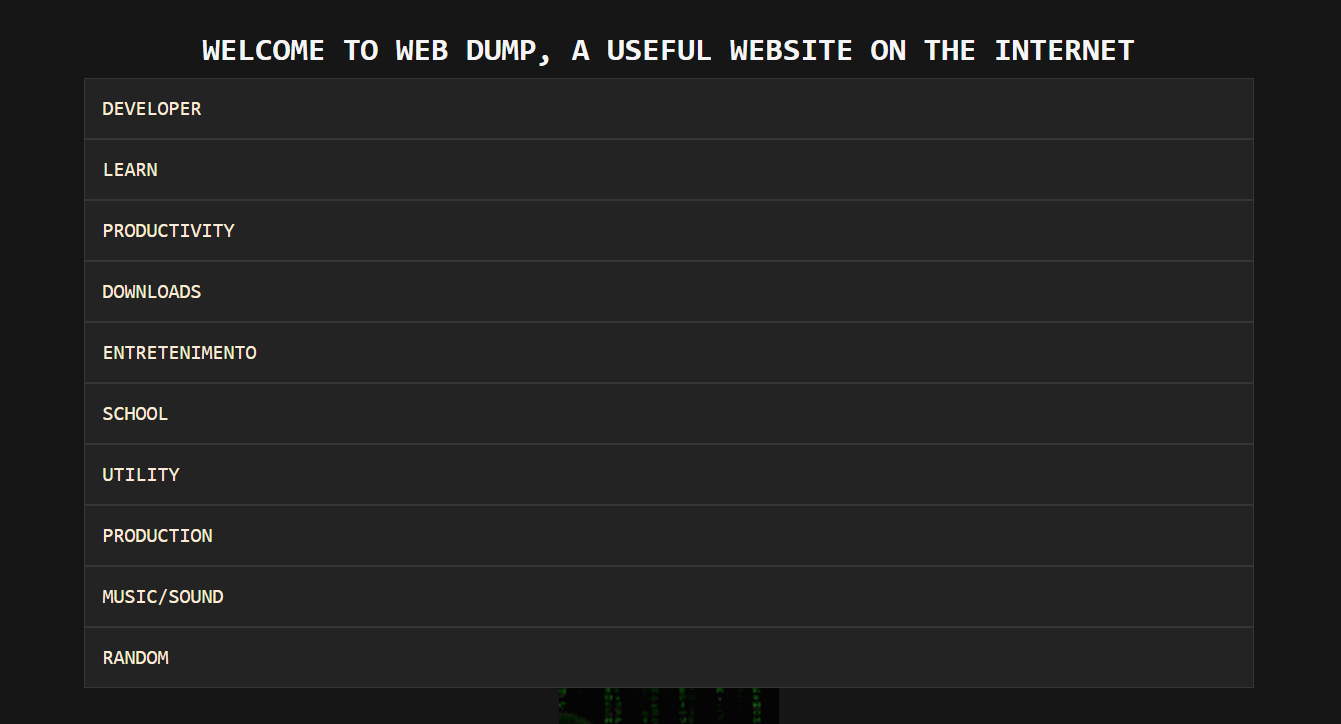 WELCOME TO WEB DUMP, A USEFUL WEBSITE ON THE INTERNET
DEVELOPER
LEARN
PRODUCTIVITY
DOWNLOADS
ENTRETENIMENTO
SCHOOL
UTILITY
PRODUCTION
MUSIC/SOUND
RANDOM